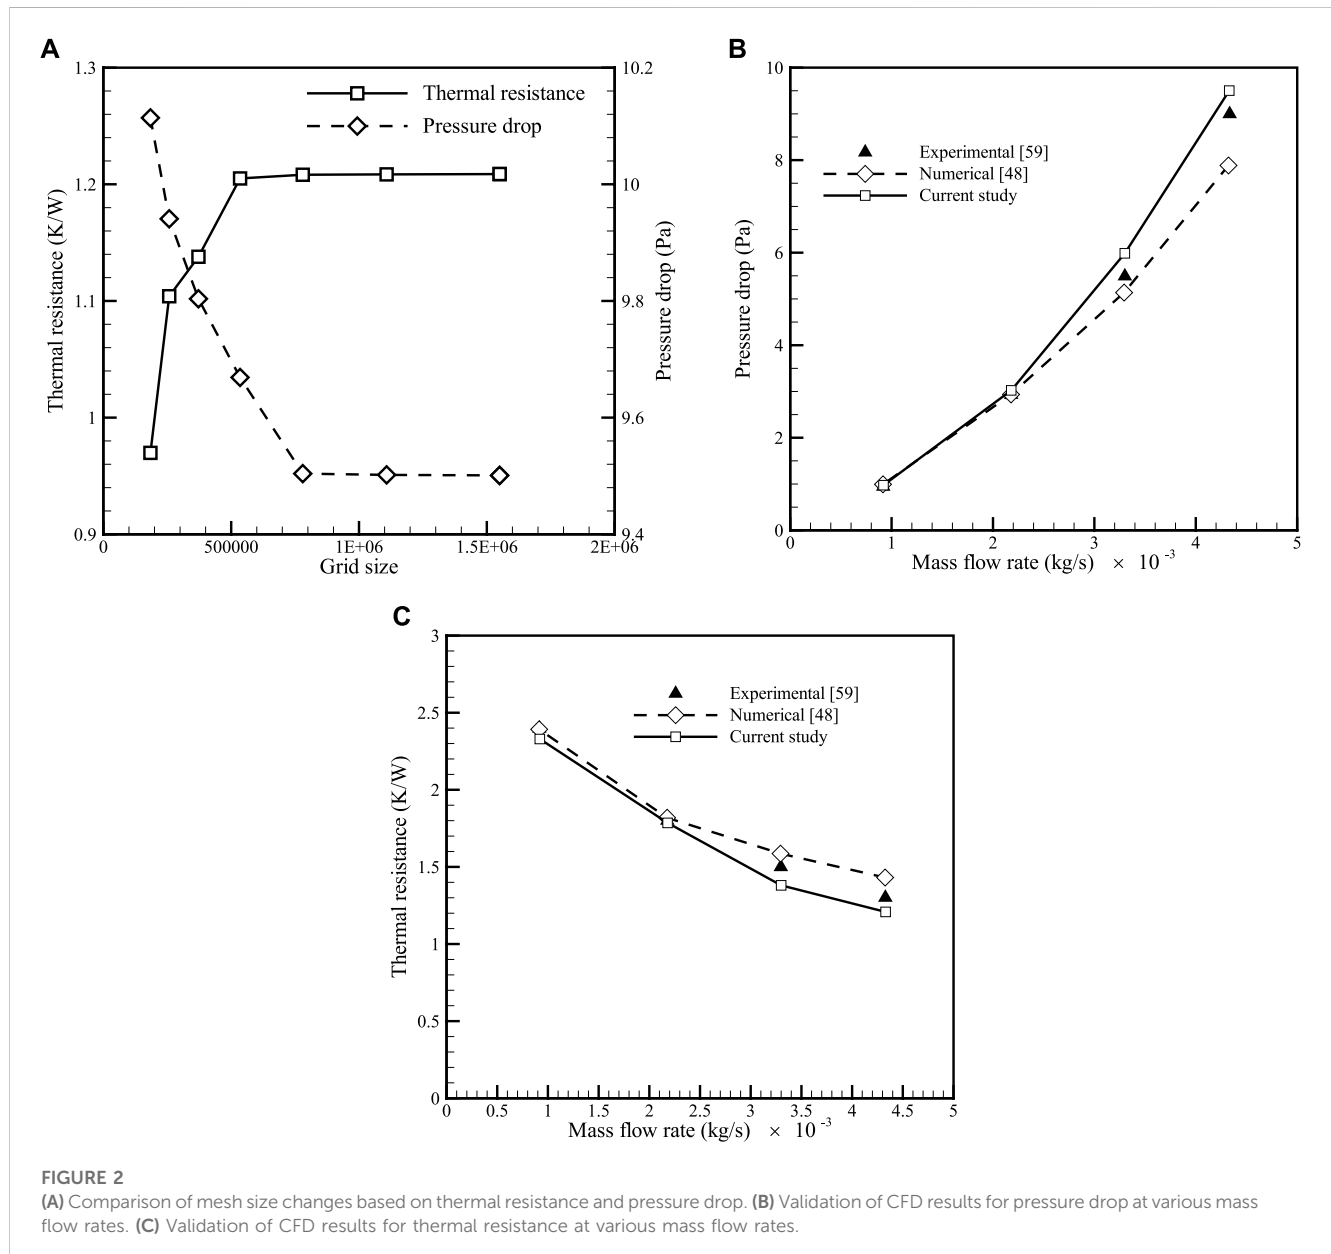 A
1.3
1.2
1.1
1
0.9
Thermal resistance (K/W)
10.2
10
9.8
9.6
9.4
Pressure drop (Pa)
Thermal resistance
Pressure drop
0
500000
1E+06
1.5E+06
2E+06
Grid size
B
10
8
6
4
2
0
Pressure drop (Pa)
Experimental [59]
Numerical [48]
Current study
0
1
2
3
4
5
Mass flow rate (kg/s) × 10 -3
C
3
2.5
2
1.5
1
0.5
0
Thermal resistance (K/W)
Experimental [59]
Numerical [48]
Current study
0
0.5
1
1.5
2
2.5
3
3.5
4
4.5
5
Mass flow rate (kg/s) × 10 -3
FIGURE 2
(A) Comparison of mesh size changes based on thermal resistance and pressure drop. (B) Validation of CFD results for pressure drop at various mass
flow rates. (C) Validation of CFD results for thermal resistance at various mass flow rates.